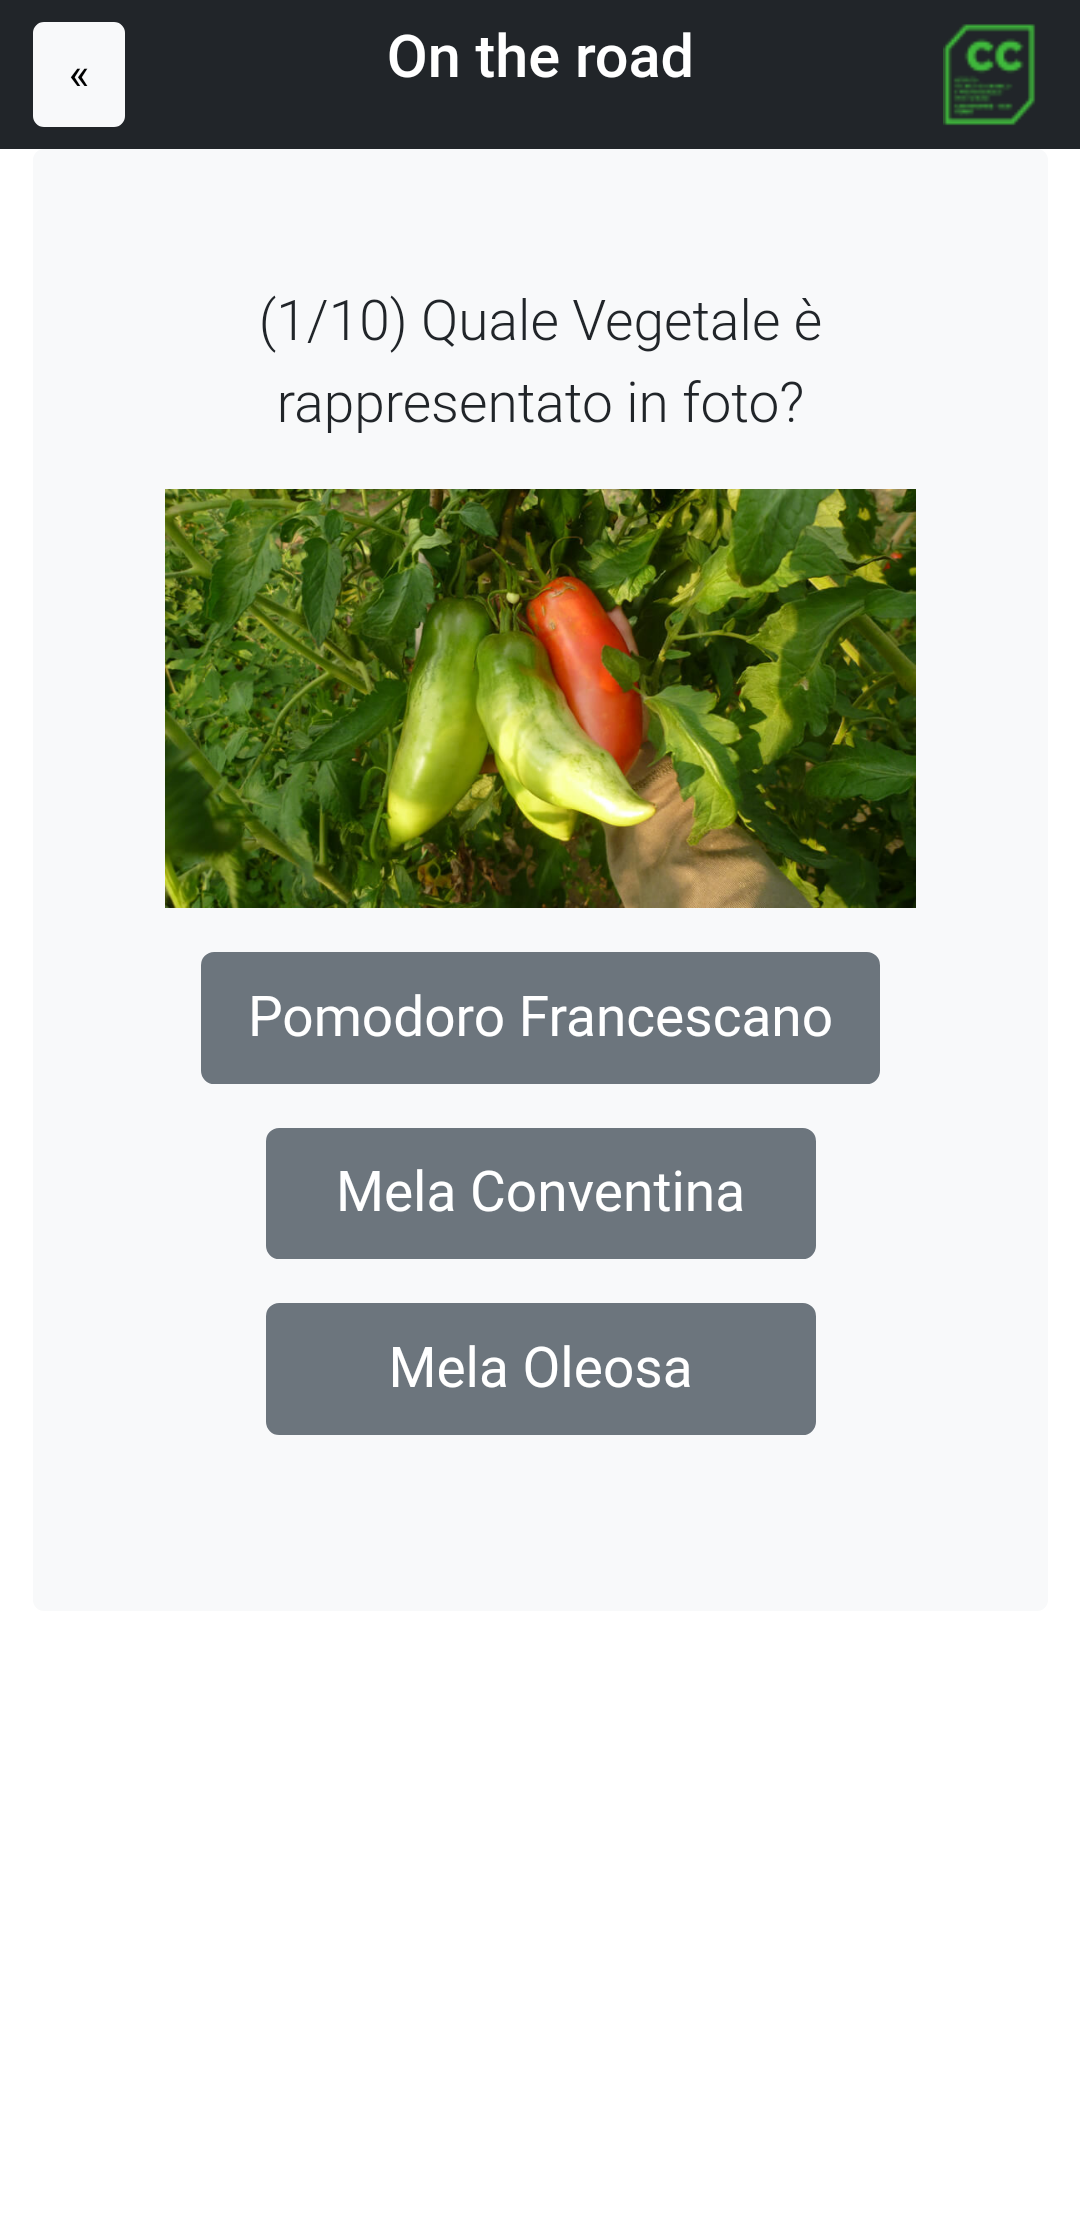 «
On the road
CC
(1/10) Quale Vegetale è
rappresentato in foto?
Pomodoro Francescano
Mela Conventina
Mela Oleosa